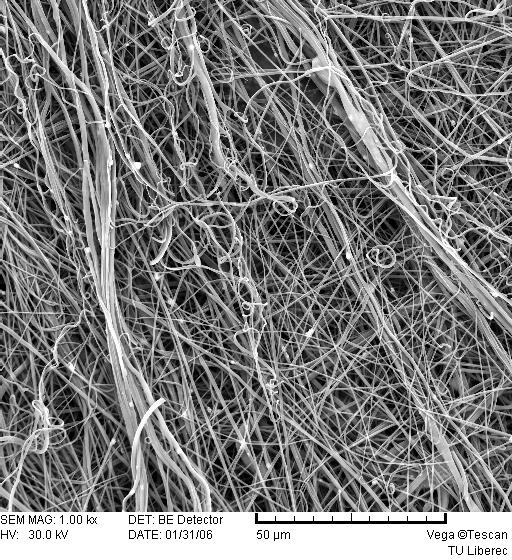 SEM MAG: 1.00 kx DET: BE Detector
HV: 30.0 kV DATE: 01/31/06 50 µm Vega ©Tescan
TU Liberec